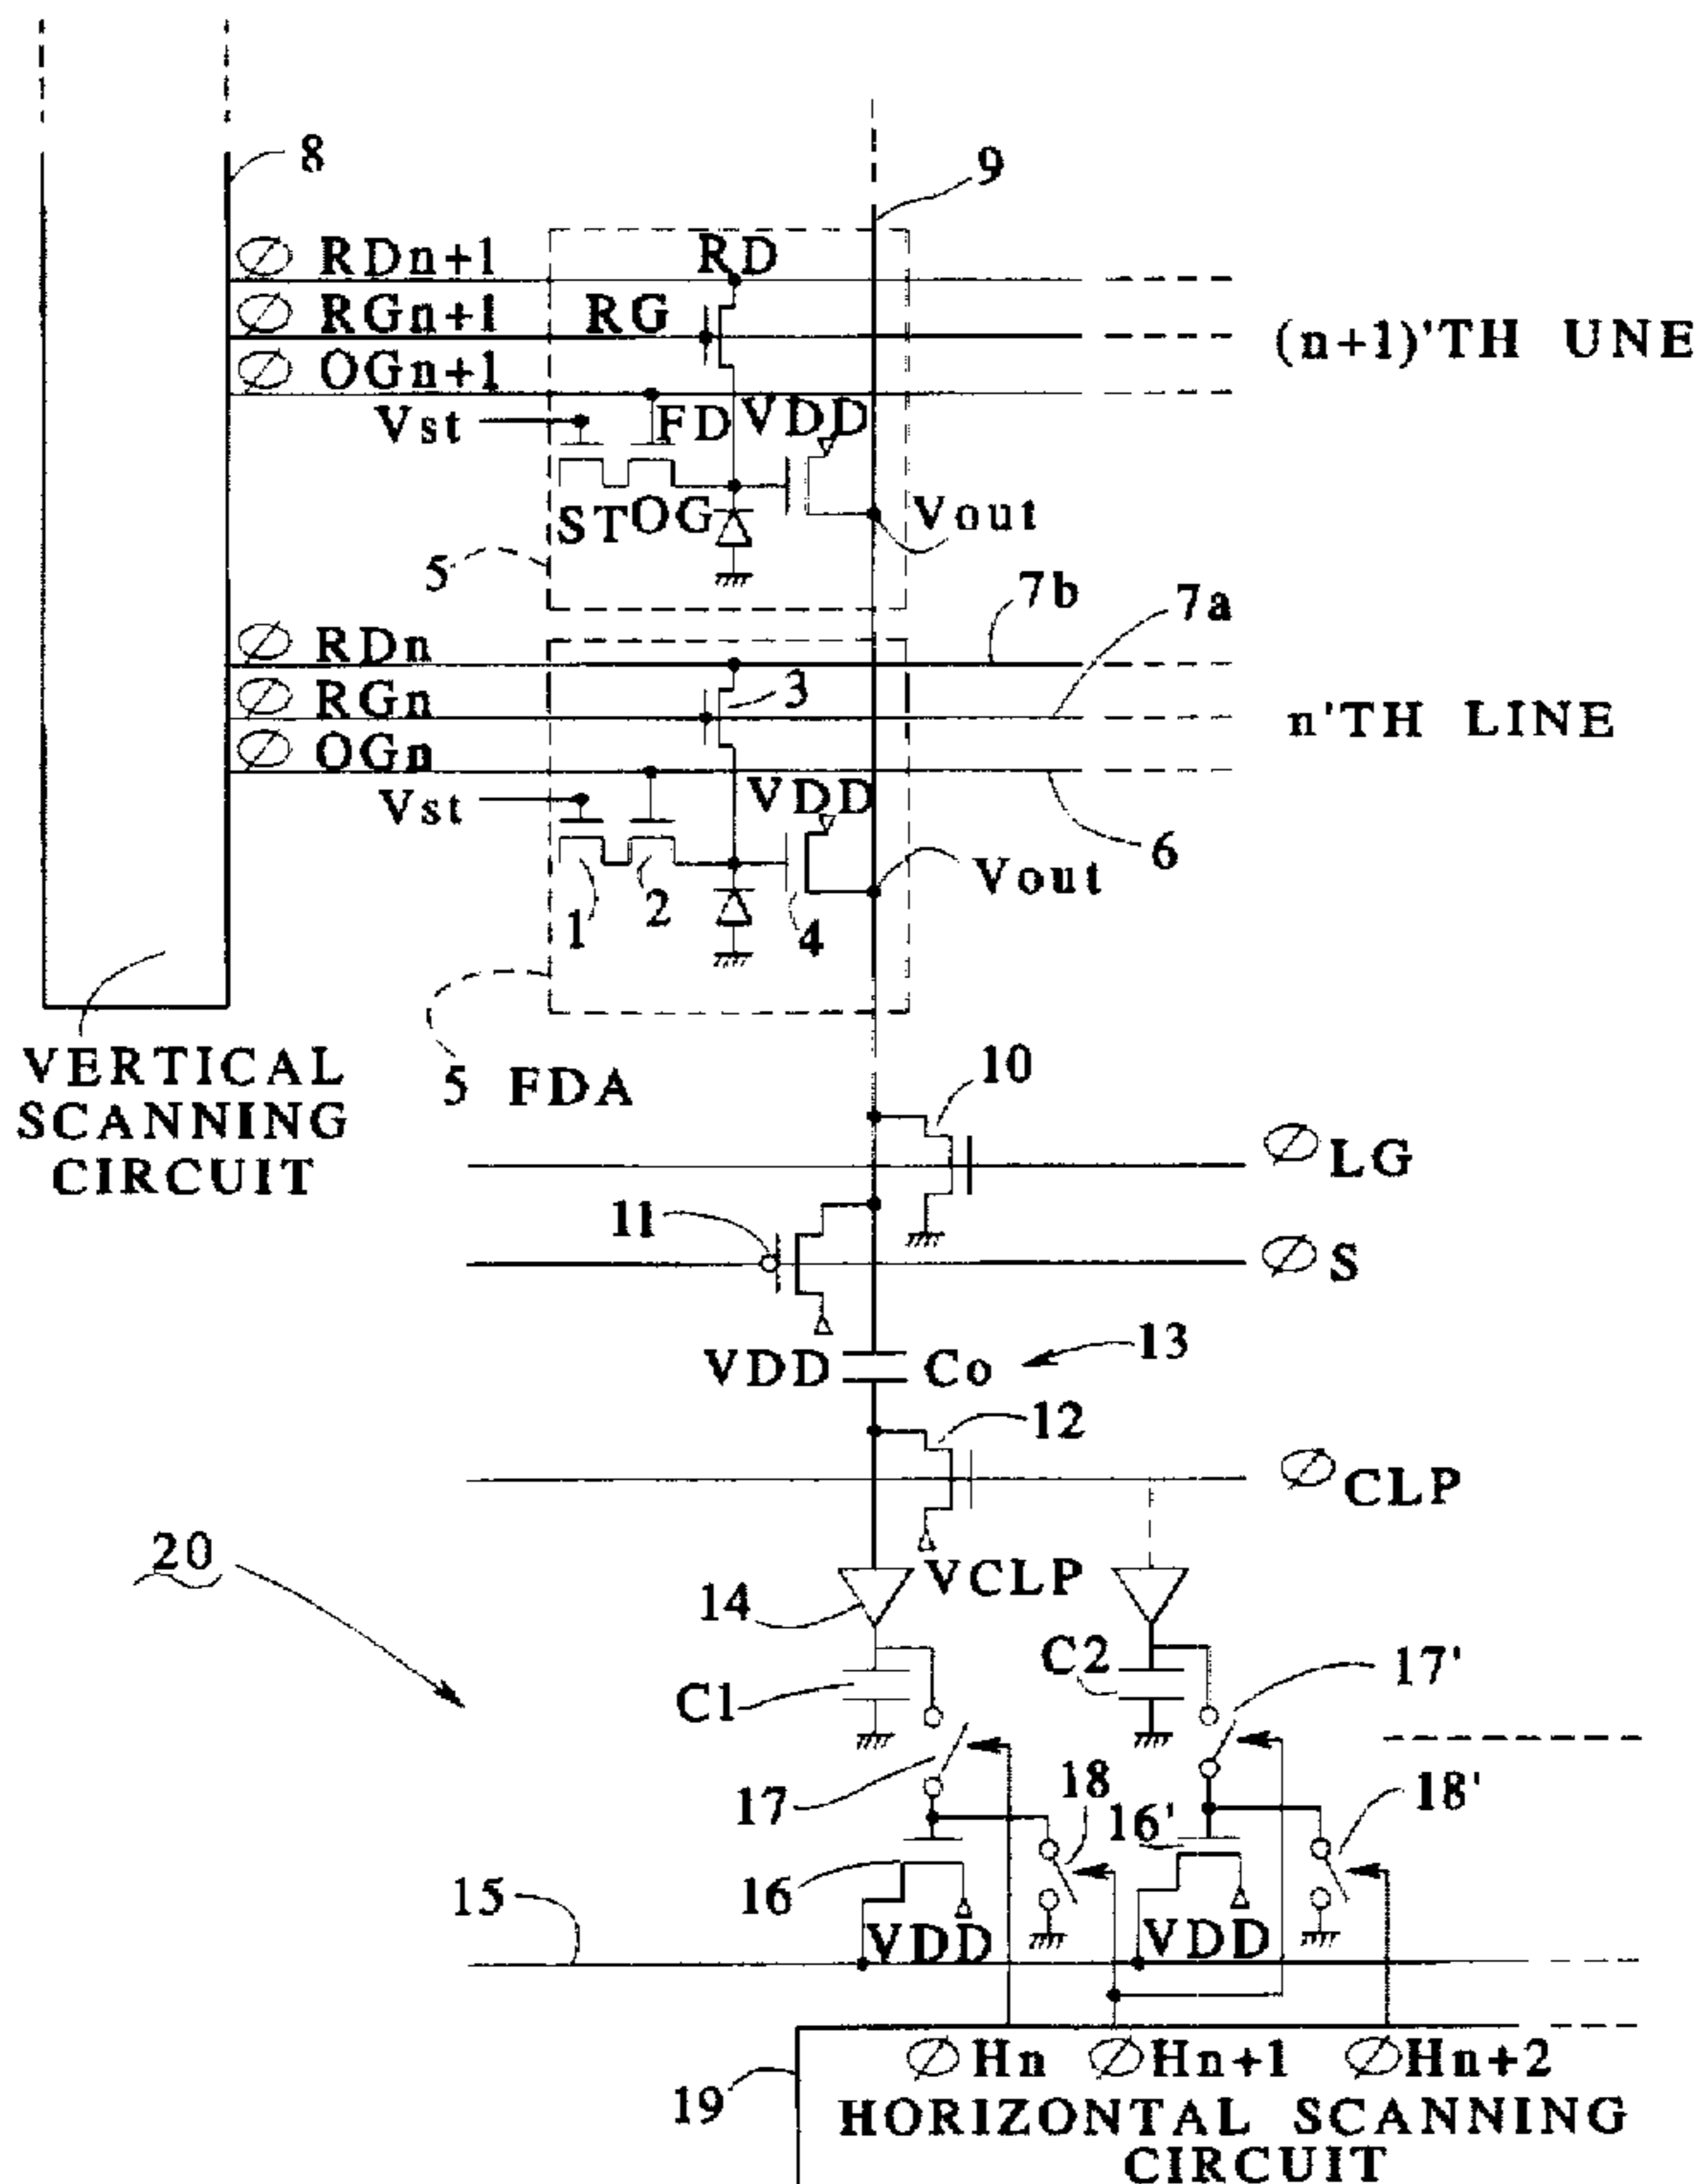 8
9
∅ RDn+1
RD
∅ RGn+1
RG
(n+1)'TH UNE
∅ OGn+1
Vst
FD
VDD
ST
OG
Vout
5
7b
7a
∅ RDn
3
∅ RGn
n'TH LINE
∅ OGn
VDD
Vst
6
Vout
1
2
4
VERTICAL
SCANNING
CIRCUIT
5 FDA
10
∅LG
11
∅S
13
VDD
Co
12
∅CLP
20
VCLP
14
C2
17'
C1
17
18
18'
16'
16
15
VDD
VDD
∅Hn
∅Hn+1
∅Hn+2
19
HORIZONTAL SCANNING
CIRCUIT